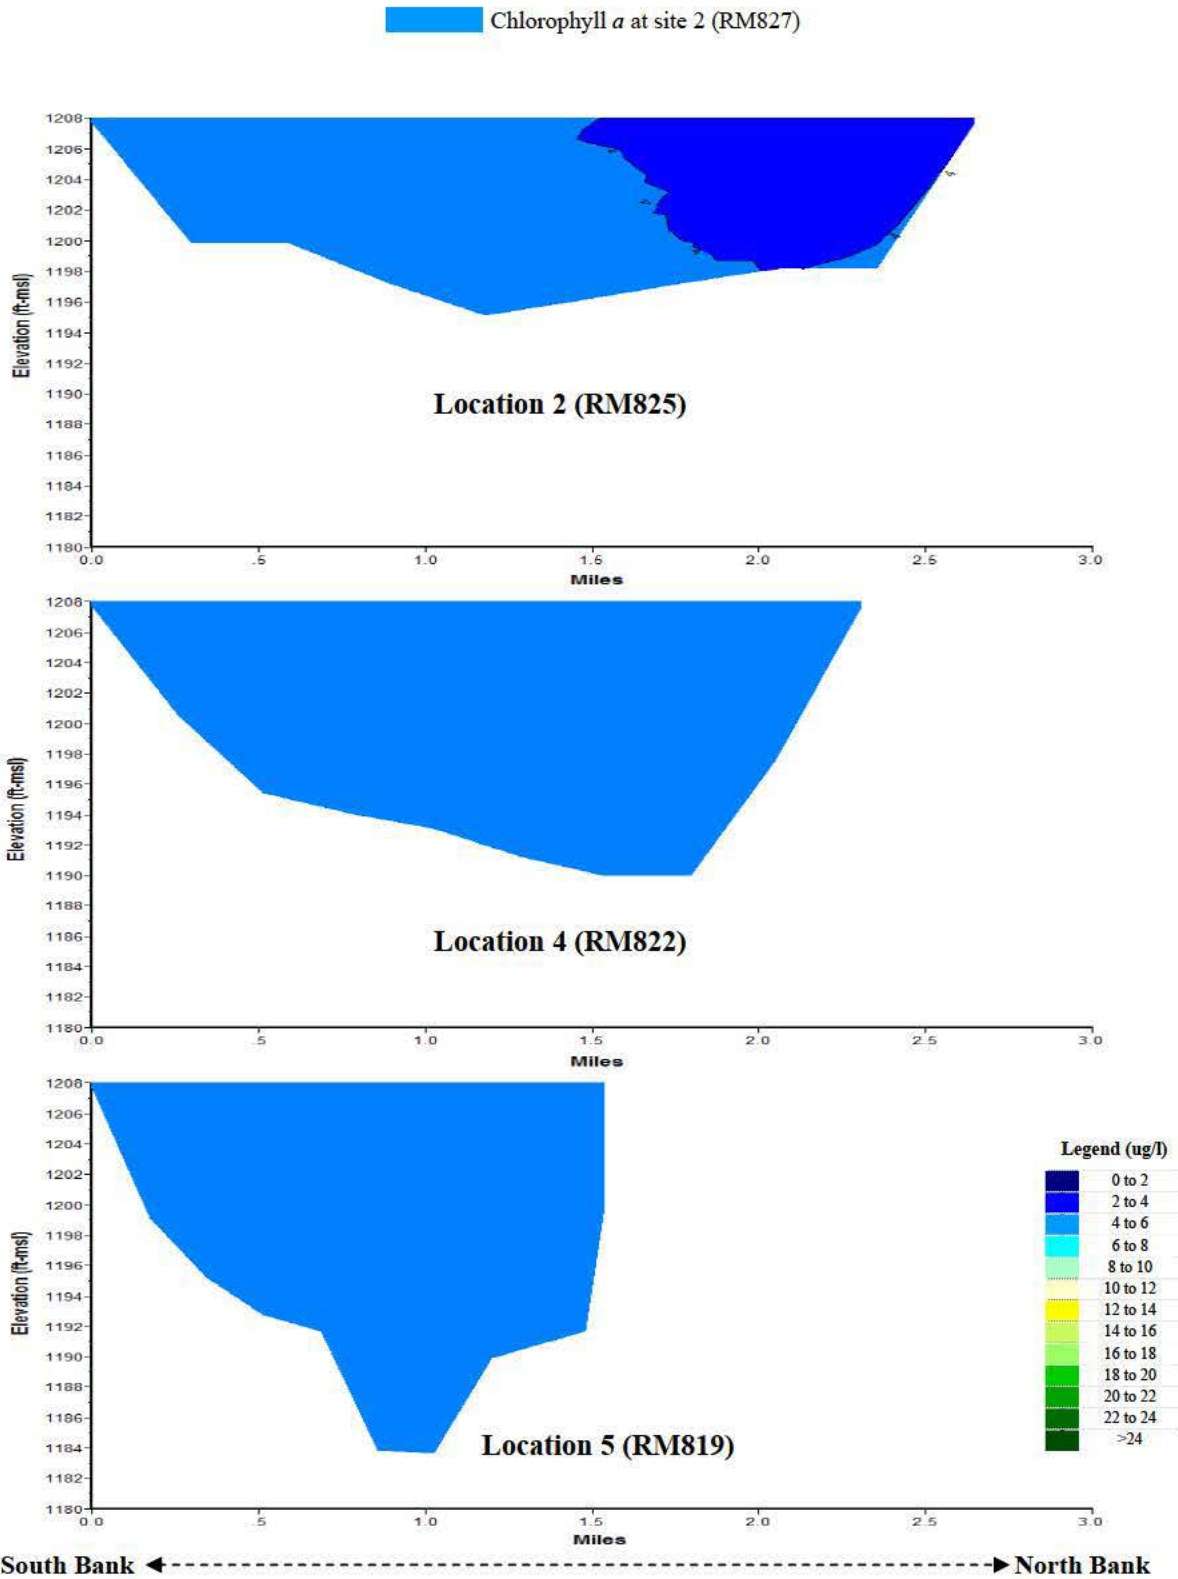 Chlorophyll a at site 2 (RM827)
1208
1206
1204
1202
1200
1198
1196
1194
1192
1190
1188
1186
1184
1182
1180
Elevation (ft-msl)
Location 2 (RM825)
0.0 .5 1.0 1.5 2.0 2.5 3.0
Miles
1208
1206
1204
1202
1200
1198
1196
1194
1192
1190
1188
1186
1184
1182
1180
Elevation (ft-msl)
Location 4 (RM822)
0.0 .5 1.0 1.5 2.0 2.5 3.0
Miles
1208
1206
1204
1202
1200
1198
1196
1194
1192
1190
1188
1186
1184
1182
1180
Elevation (ft-msl)
Location 5 (RM819)
0.0 .5 1.0 1.5 2.0 2.5 3.0
Miles
Legend (ug/l)
0 to 2
2 to 4
4 to 6
6 to 8
8 to 10
10 to 12
12 to 14
14 to 16
16 to 18
18 to 20
20 to 22
22 to 24
>24
South Bank North Bank